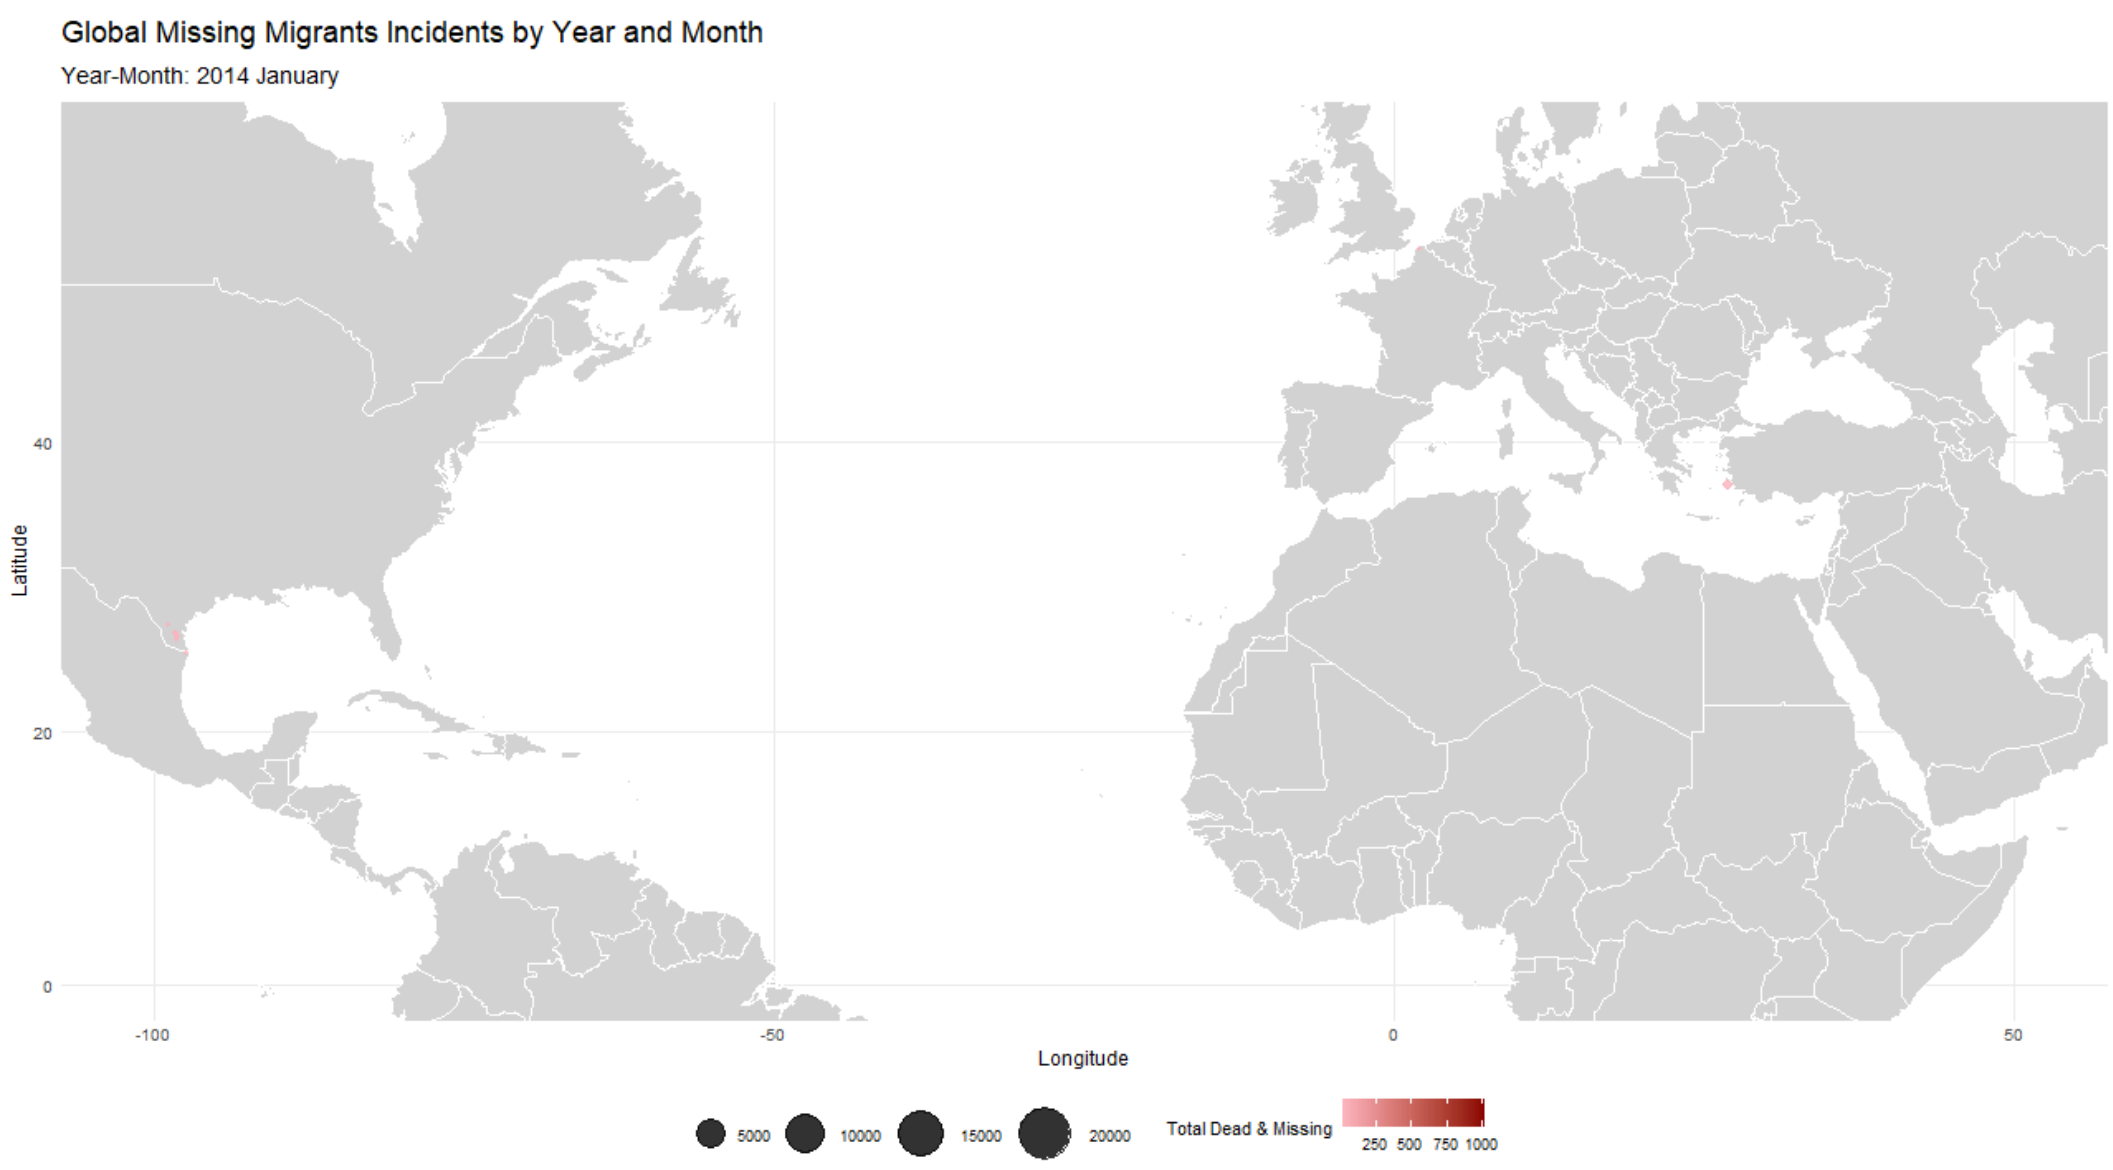 Global Missing Migrants Incidents by Year and Month
Year-Month: 2014 January
Latitude
40
20
0
-100
-50
0
50
Longitude
5000
10000
15000
20000
Total Dead & Missing
250 500 750 1000